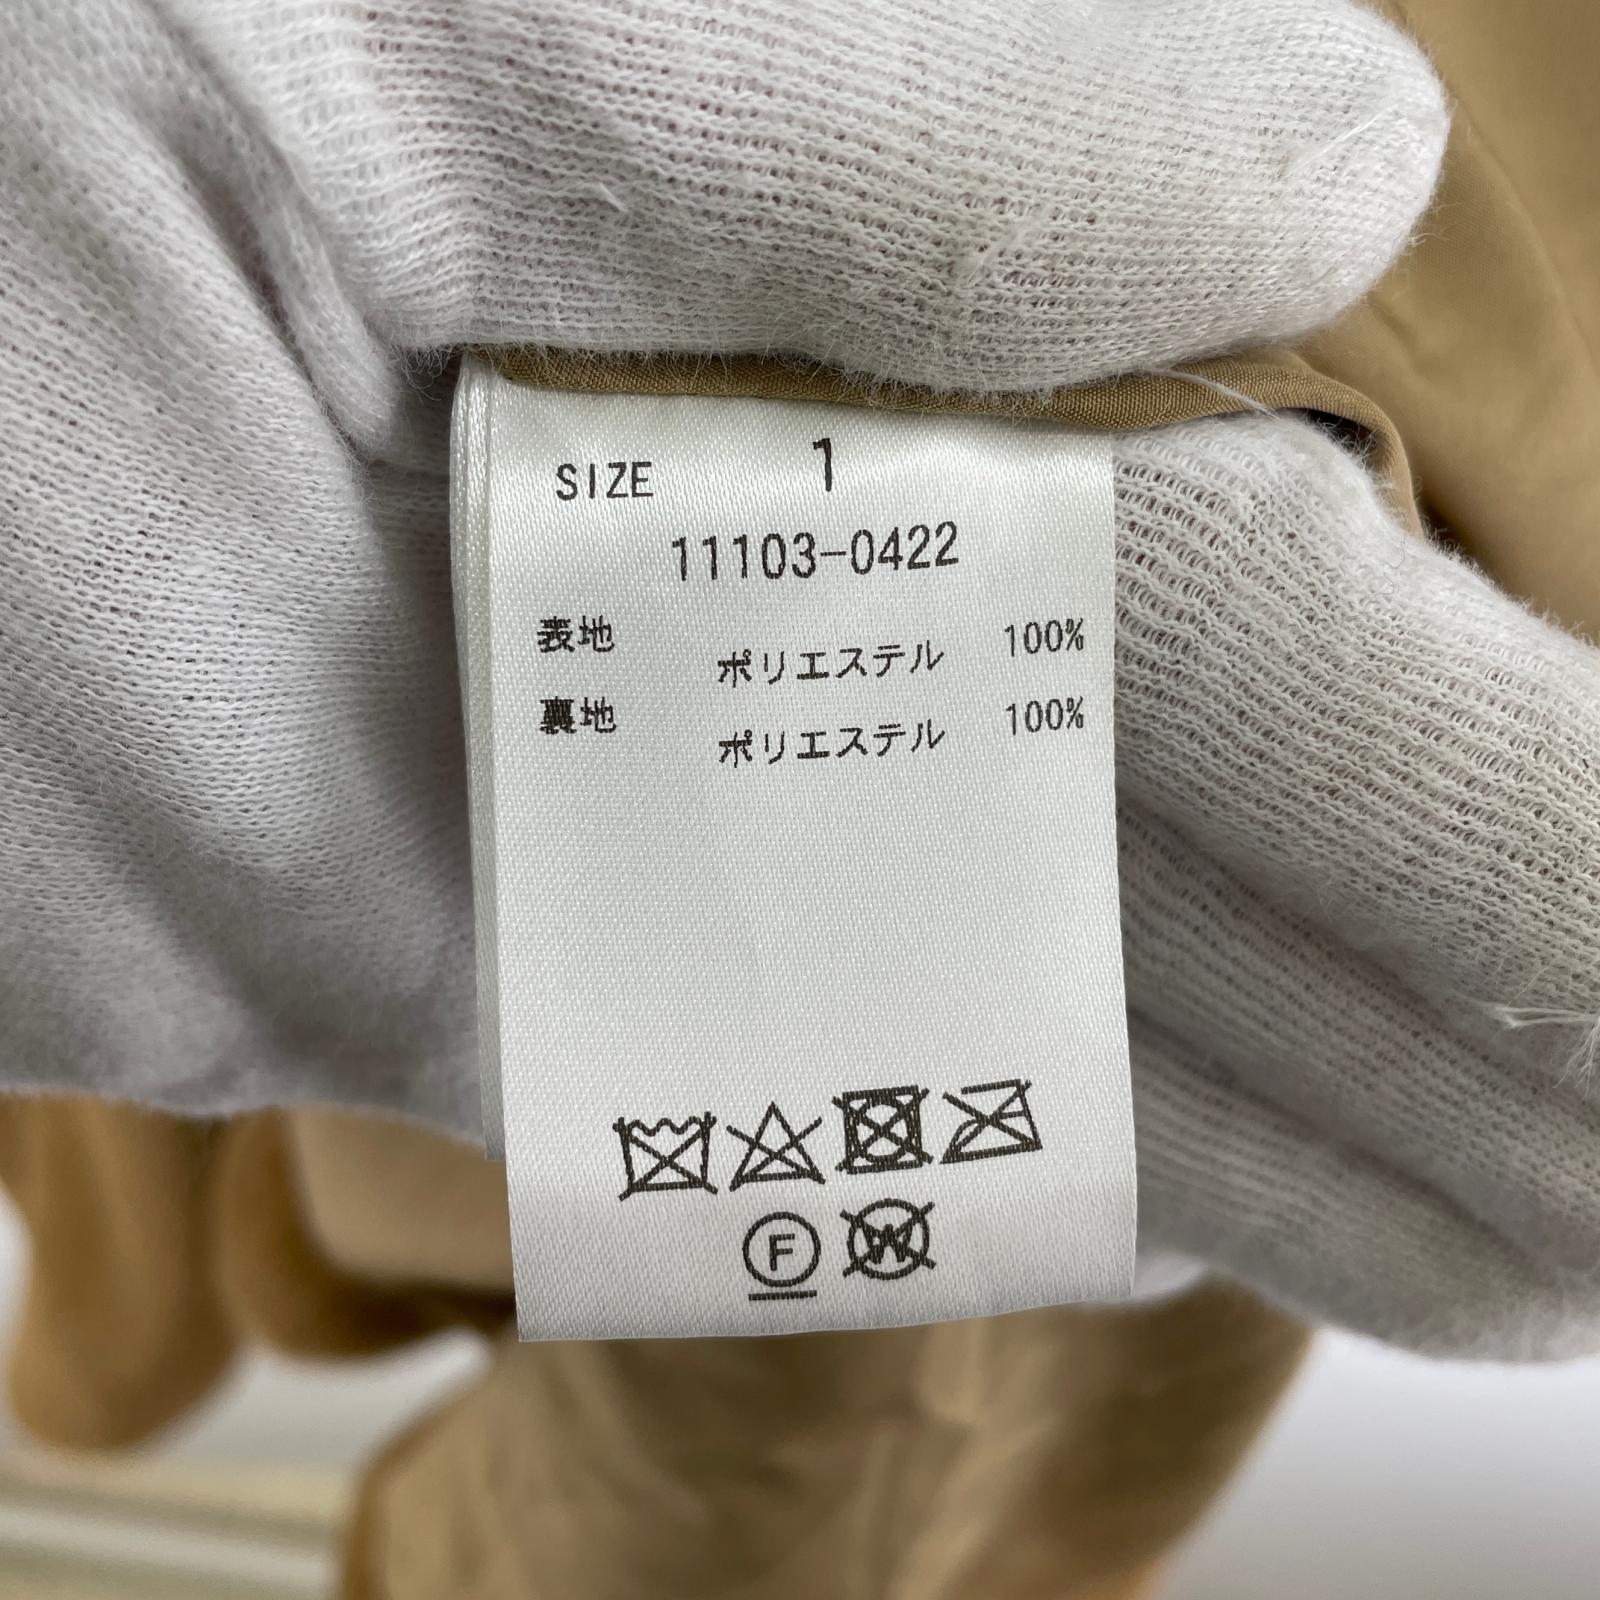 SIZE 1
11103-0422
表地 ポリエステル 100%
裏地 ポリエステル 100%
F W